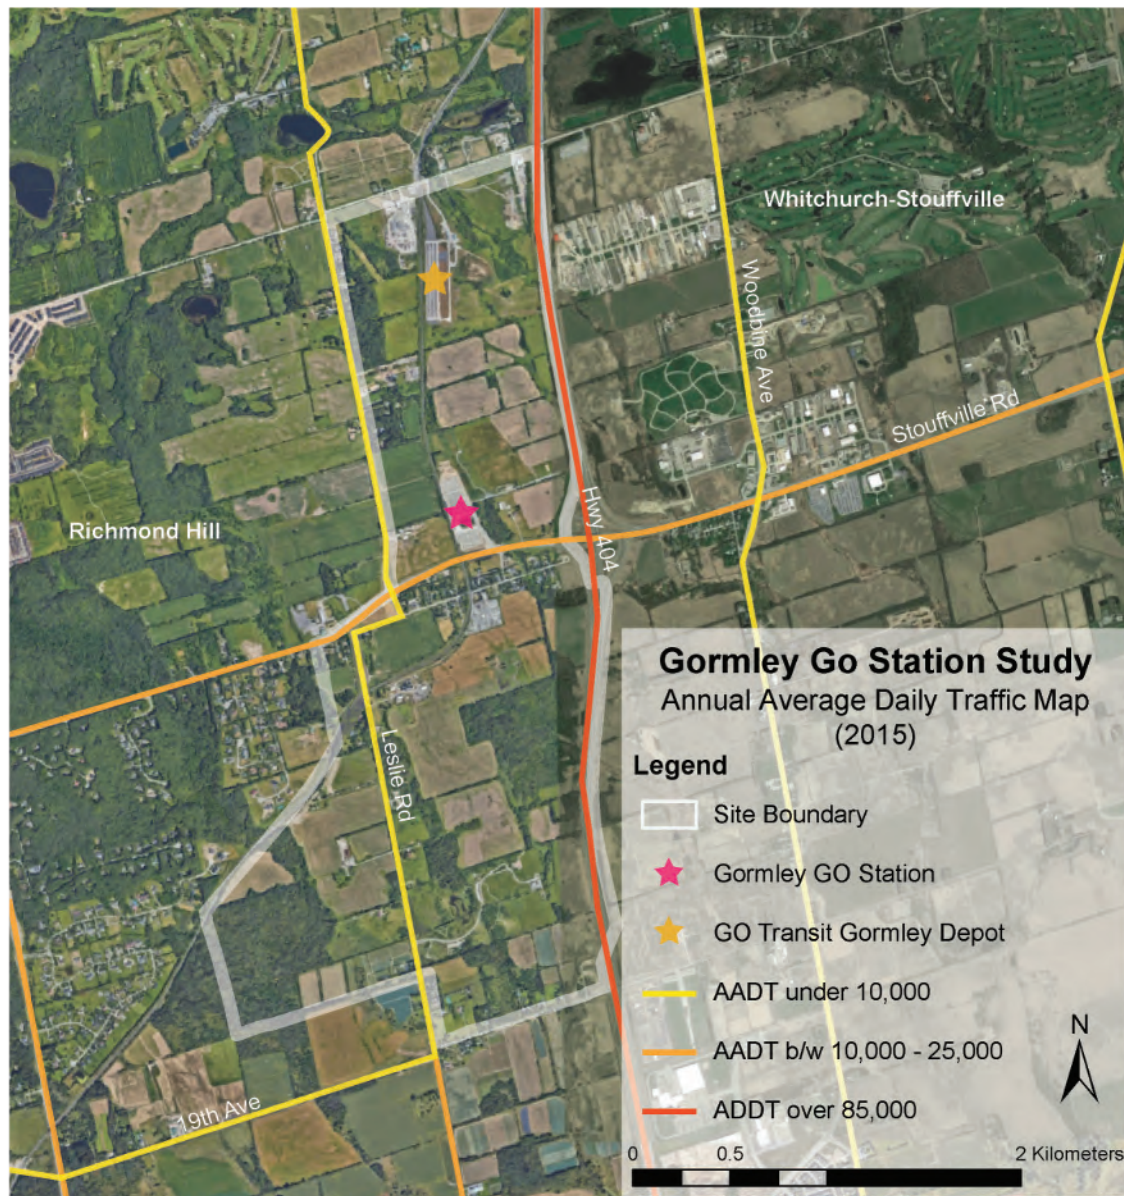 Whitchurch-Stouffville
Woodbine Ave
Stouffville Rd
Hwy 404
Richmond Hill
Leslie Rd
19th Ave
Gormley Go Station Study
Annual Average Daily Traffic Map
(2015)
Legend
Site Boundary
Gormley GO Station
GO Transit Gormley Depot
AADT under 10,000
AADT b/w 10,000 - 25,000
ADDT over 85,000
N
0 0.5 2 Kilometers